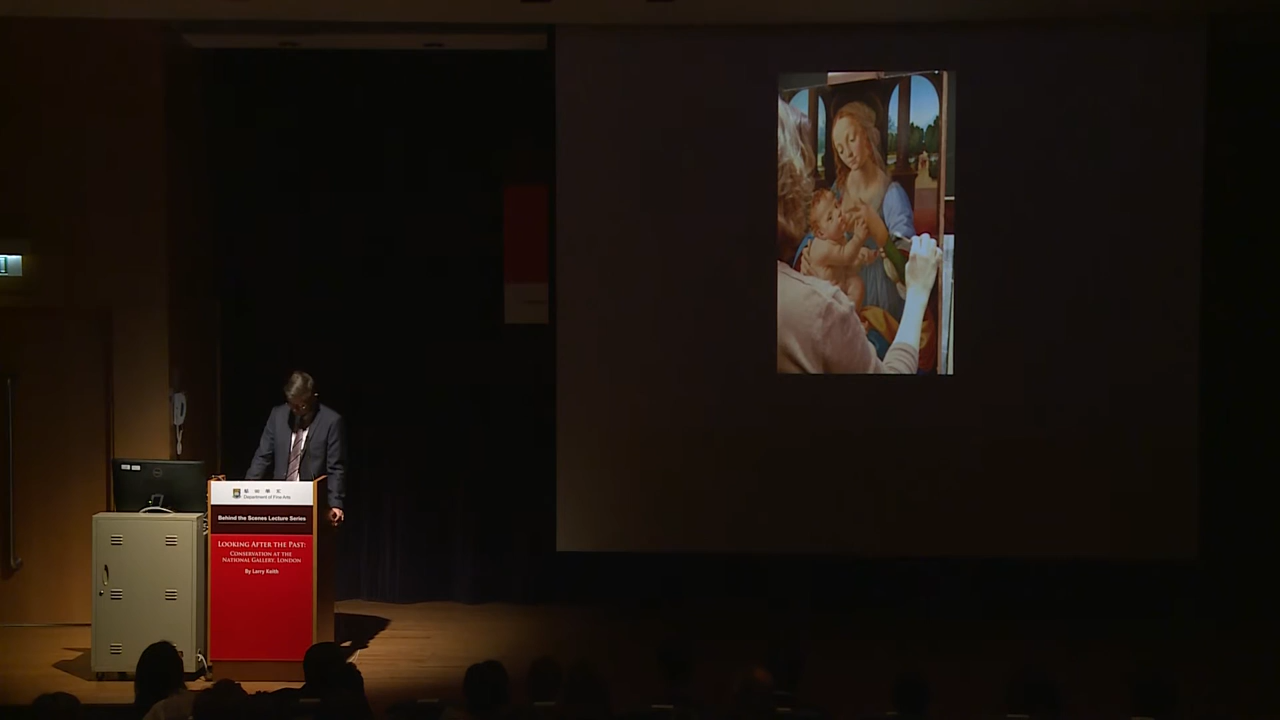 Department of Fine Arts
Behind the Scenes Lecture Series
LOOKING AFTER THE PAST:
CONSERVATION AT THE
NATIONAL GALLERY, LONDON
By Larry Keith